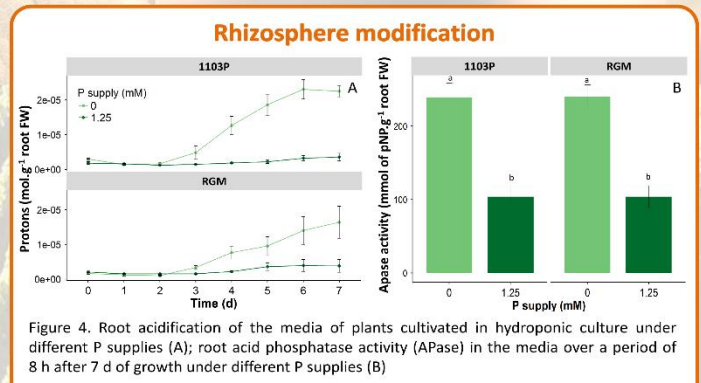 Rhizosphere modification
1103P
A
P supply (mM)
0
1.25
2e-05
1e-05
0e+00
RGM
2e-05
1e-05
0e+00
Protons (mol.g-1 root FW)
0 1 2 3 4 5 6 7
Time (d)
1103P RGM
B
a a
b b
200
100
0
Apase activity (mmol of pNP.g-1 root FW)
0 1.25 0 1.25
P supply (mM)
Figure 4. Root acidification of the media of plants cultivated in hydroponic culture under
different P supplies (A); root acid phosphatase activity (APase) in the media over a period of
8 h after 7 d of growth under different P supplies (B)